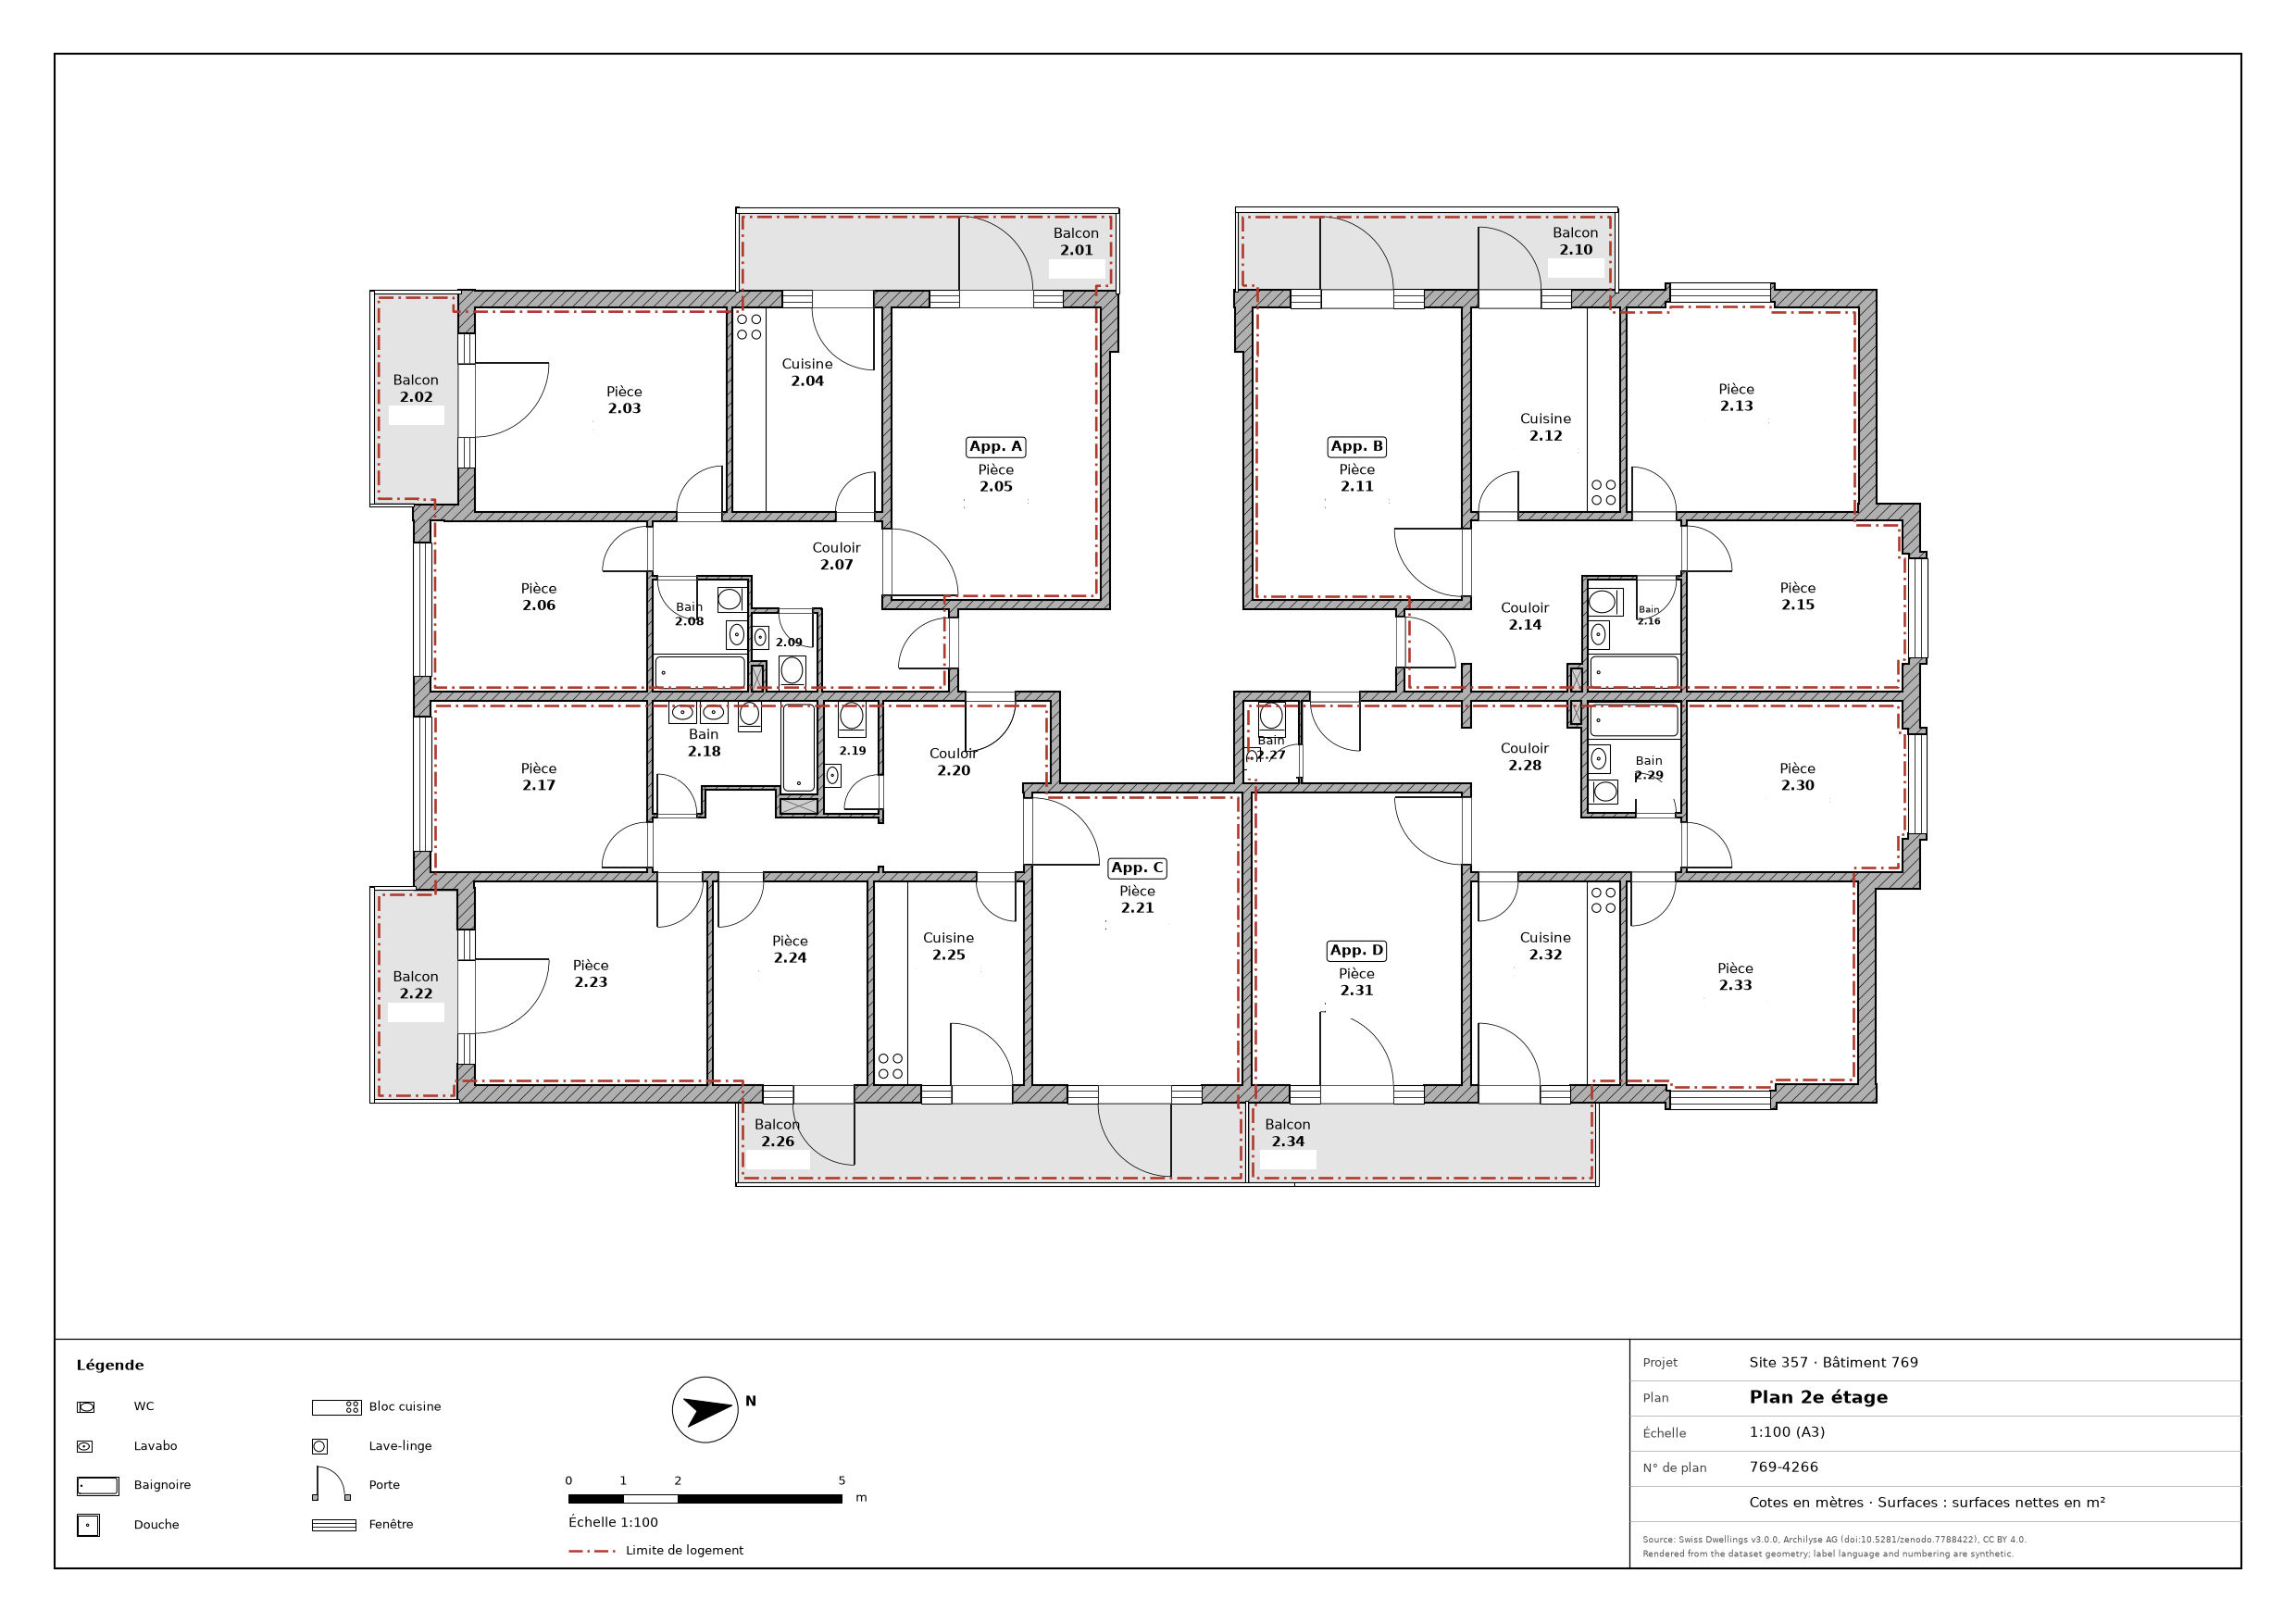 Balcon
2.01
Balcon
2.10
Balcon
2.02
Pièce
2.03
Cuisine
2.04
App. A
Pièce
2.05
App. B
Pièce
2.11
Cuisine
2.12
Pièce
2.13
Pièce
2.06
Couloir
2.07
Bain
2.08
2.09
Couloir
2.14
Bain
2.16
Pièce
2.15
Pièce
2.17
Bain
2.18
2.19
Couloir
2.20
Bain
2.27
Couloir
2.28
Bain
2.29
Pièce
2.30
App. C
Pièce
2.21
Balcon
2.22
Pièce
2.23
Pièce
2.24
Cuisine
2.25
App. D
Pièce
2.31
Cuisine
2.32
Pièce
2.33
Balcon
2.26
Balcon
2.34
Légende
WC
Lavabo
Baignoire
Douche
Bloc cuisine
Lave-linge
Porte
Fenêtre
N
0 1 2 5
m
Échelle 1:100
Limite de logement
Projet Site 357 · Bâtiment 769
Plan Plan 2e étage
Échelle 1:100 (A3)
N° de plan 769-4266
Cotes en mètres · Surfaces : surfaces nettes en m²
Source: Swiss Dwellings v3.0.0, Archilyse AG (doi:10.5281/zenodo.7788422), CC BY 4.0.
Rendered from the dataset geometry; label language and numbering are synthetic.